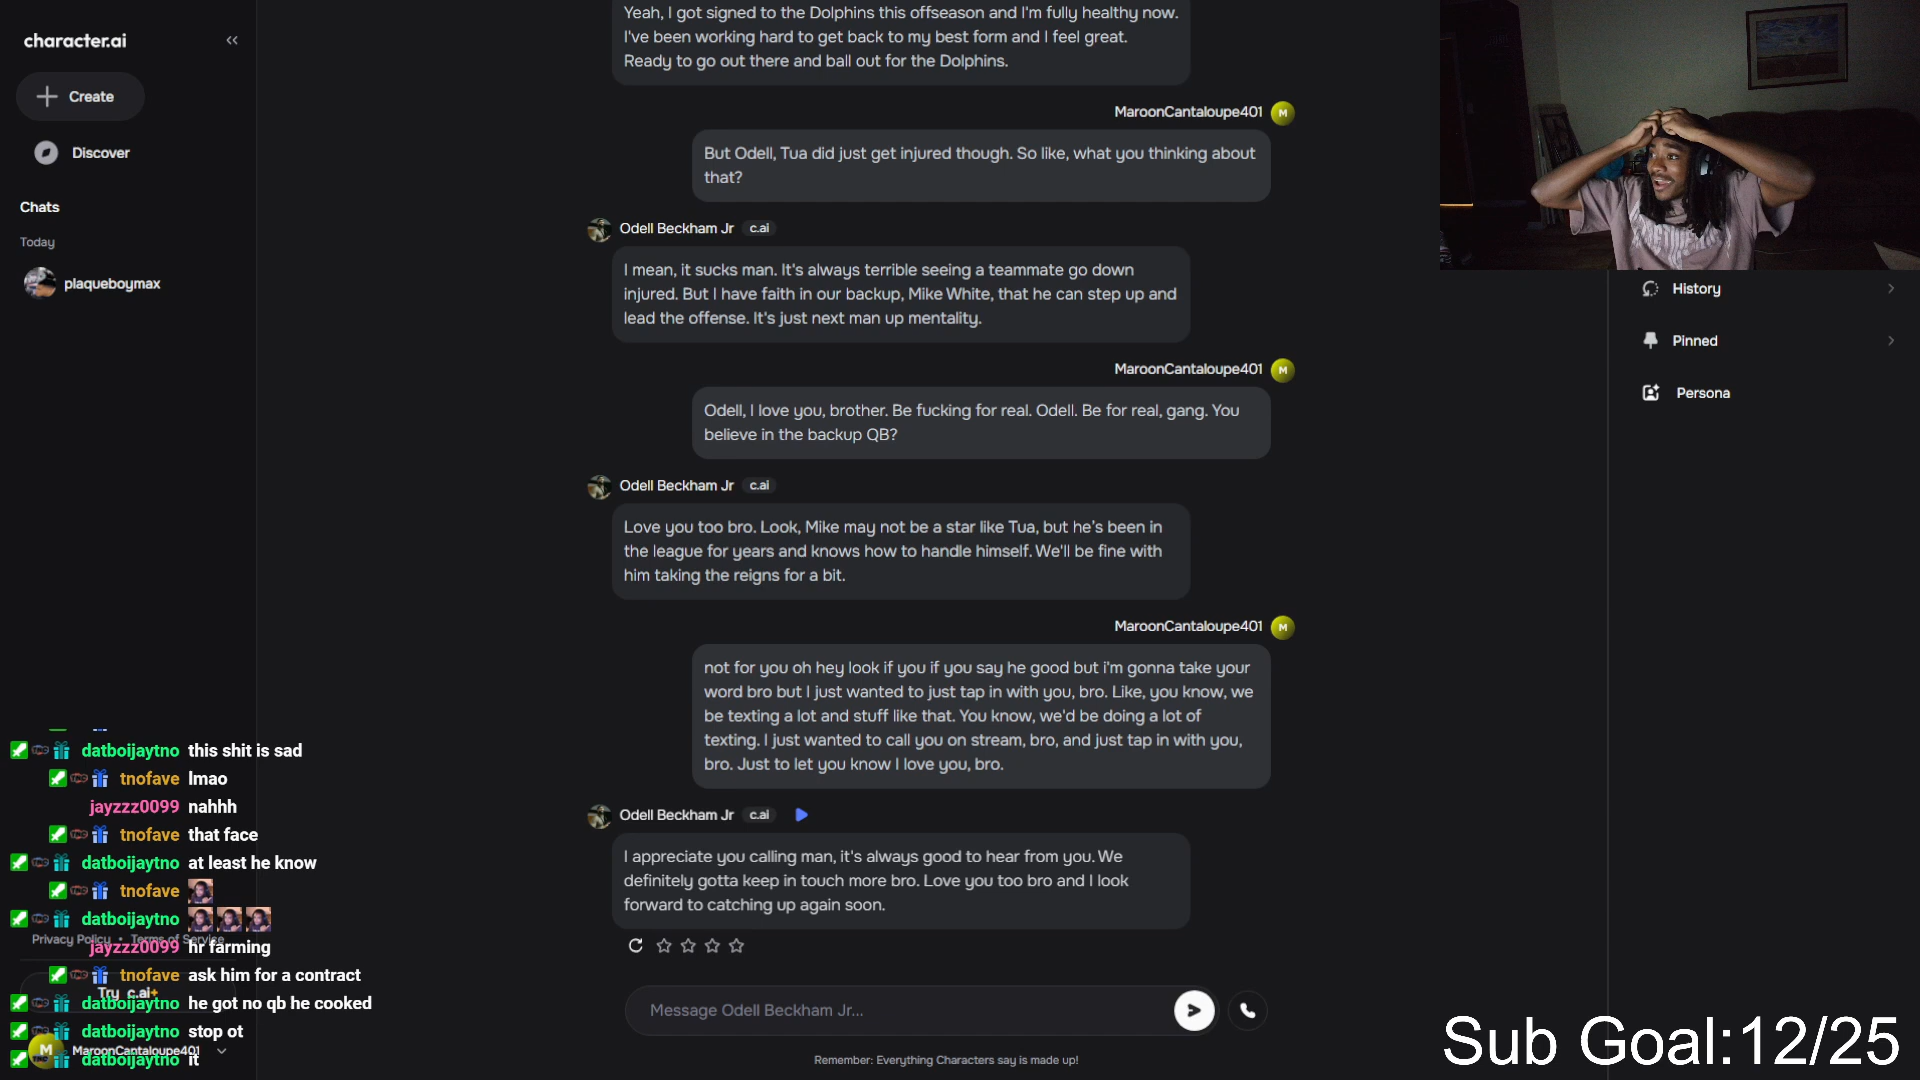 character.ai
Create
Discover
Chats
Today
plaqueboymax
Yeah, I got signed to the Dolphins this offseason and I'm fully healthy now.
I've been working hard to get back to my best form and I feel great.
Ready to go out there and ball out for the Dolphins.
MaroonCantaloupe401
M
But Odell, Tua did just get injured though. So like, what you thinking about
that?
Odell Beckham Jr c.ai
I mean, it sucks man. It's always terrible seeing a teammate go down
injured. But I have faith in our backup, Mike White, that he can step up and
lead the offense. It's just next man up mentality.
MaroonCantaloupe401
M
Odell, I love you, brother. Be fucking for real. Odell. Be for real, gang. You
believe in the backup QB?
Odell Beckham Jr c.ai
Love you too bro. Look, Mike may not be a star like Tua, but he's been in
the league for years and knows how to handle himself. We'll be fine with
him taking the reigns for a bit.
MaroonCantaloupe401
M
not for you oh hey look if you if you say he good but i'm gonna take your
word bro but I just wanted to just tap in with you, bro. Like, you know, we
be texting a lot and stuff like that. You know, we'd be doing a lot of
texting. I just wanted to call you on stream, bro, and just tap in with you,
bro. Just to let you know I love you, bro.
Odell Beckham Jr c.ai
I appreciate you calling man, it's always good to hear from you. We
definitely gotta keep in touch more bro. Love you too bro and I look
forward to catching up again soon.
Message Odell Beckham Jr...
Remember: Everything Characters say is made up!
History
Pinned
Persona
datboijaytno this shit is sad
tnofave lmao
jayzzz0099 nahhh
tnofave that face
datboijaytno at least he know
tnofave
datboijaytno
Privacy Policy • Terms of Service
jayzzz0099 hr farming
tnofave ask him for a contract
Try c.ai+
datboijaytno he got no qb he cooked
datboijaytno stop ot
M
MaroonCantaloupe401
datboijaytno it
Sub Goal:12/25